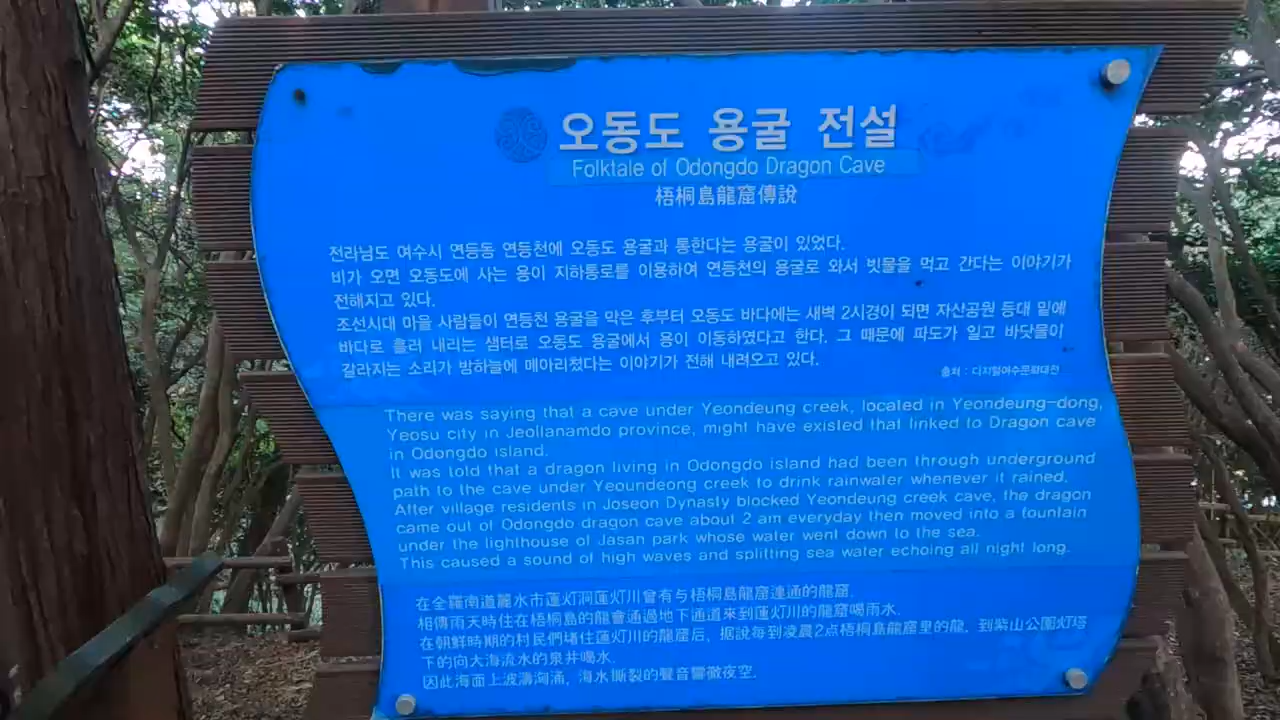 오동도 용굴 전설
Folktale of Odongdo Dragon Cave
梧桐島龍窟傳說
전라남도 여수시 연등동 연등천에 오동도 용굴과 통한다는 용굴이 있었다.
비가 오면 오동도에 사는 용이 지하통로를 이용하여 연등천의 용굴로 와서 빗물을 먹고 간다는 이야기가
전해지고 있다.
조선시대 마을 사람들이 연등천 용굴을 막은 후부터 오동도 바다에는 새벽 2시경이 되면 자산공원 등대 밑에
바다로 흘러 내리는 샘터로 오동도 용굴에서 용이 이동하였다고 한다. 그 때문에 파도가 일고 바닷물이
갈라지는 소리가 밤하늘에 메아리쳤다는 이야기가 전해 내려오고 있다.
출처 : 디지털여수문화대전
There was saying that a cave under Yeondeung creek, located in Yeondeung-dong,
Yeosu city in Jeollanamdo province, might have existed that linked to Dragon cave
in Odongdo island.
It was told that a dragon living in Odongdo island had been through underground
path to the cave under Yeoundeong creek to drink rainwater whenever it rained.
After village residents in Joseon Dynasty blocked Yeondeung creek cave, the dragon
came out of Odongdo dragon cave about 2 am everyday then moved into a fountain
under the lighthouse of Jasan park whose water went down to the sea.
This caused a sound of high waves and splitting sea water echoing all night long.
在全羅南道麗水市蓮灯洞蓮灯川曾有与梧桐島龍窟連通的龍窟.
相傳雨天時住在梧桐島的龍會通過地下通道來到蓮灯川的龍窟喝雨水.
在朝鮮時期的村民們堵住蓮灯川的龍窟后, 据說每到凌晨2点梧桐島龍窟里的龍, 到紫山公園灯塔
下的向大海流水的泉井喝水.
因此海面上波濤洶涌, 海水撕裂的聲音響徹夜空.